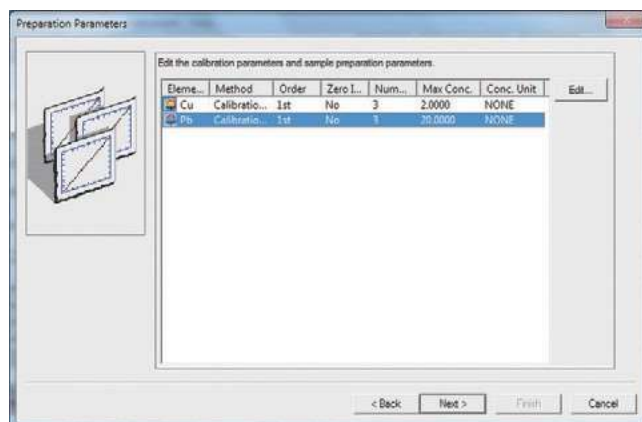 Preparation Parameters
Edit the calibration parameters and sample preparation parameters.
Eleme... Method Order Zero I... Num... Max Conc. Conc. Unit
Cu Calibratio... 1st No 3 2.0000 NONE
Pb Calibratio... 1st No 3 20.0000 NONE
Edit...
< Back Next > Finish Cancel